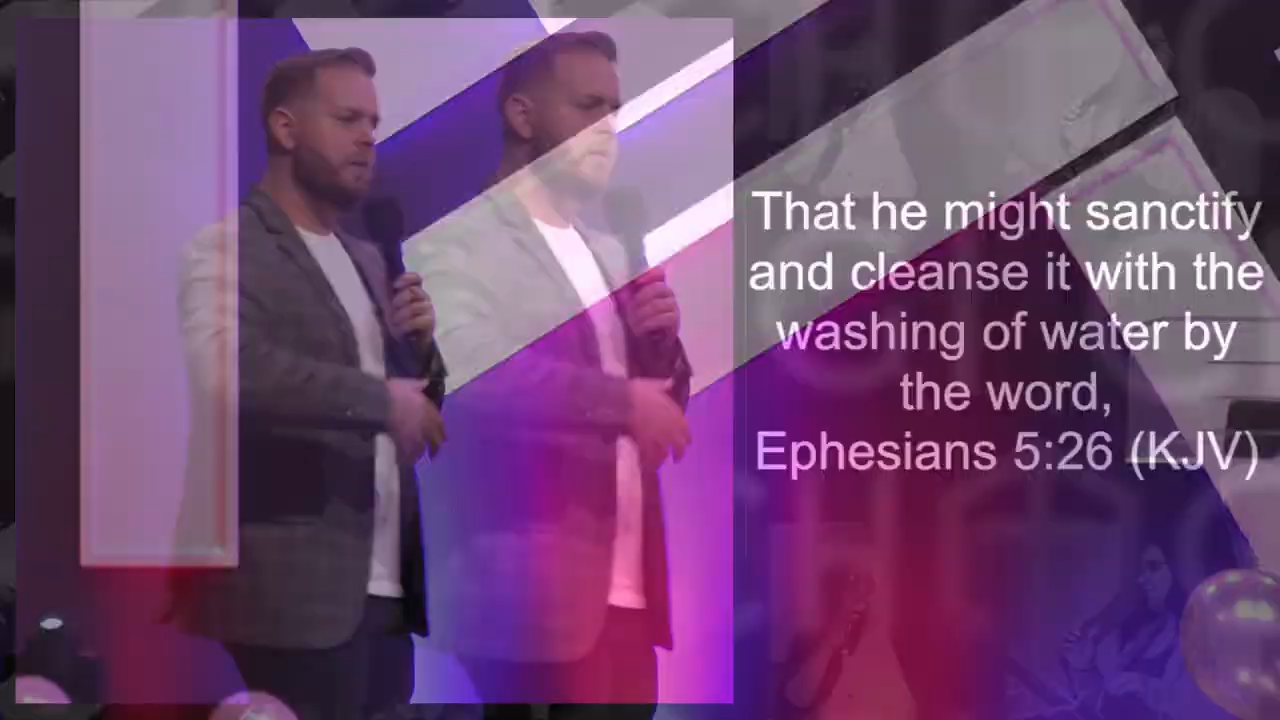 That he might sanctify
and cleanse it with the
washing of water by
the word,
Ephesians 5:26 (KJV)